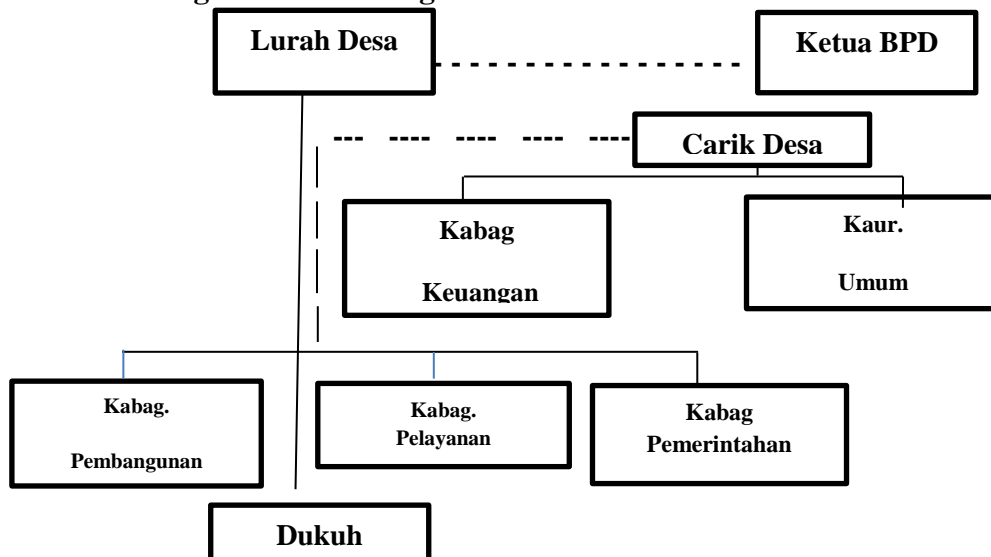 Lurah Desa
Ketua BPD
Carik Desa
Kabag
Keuangan
Kaur.
Umum
Kabag.
Pembangunan
Kabag.
Pelayanan
Kabag
Pemerintahan
Dukuh